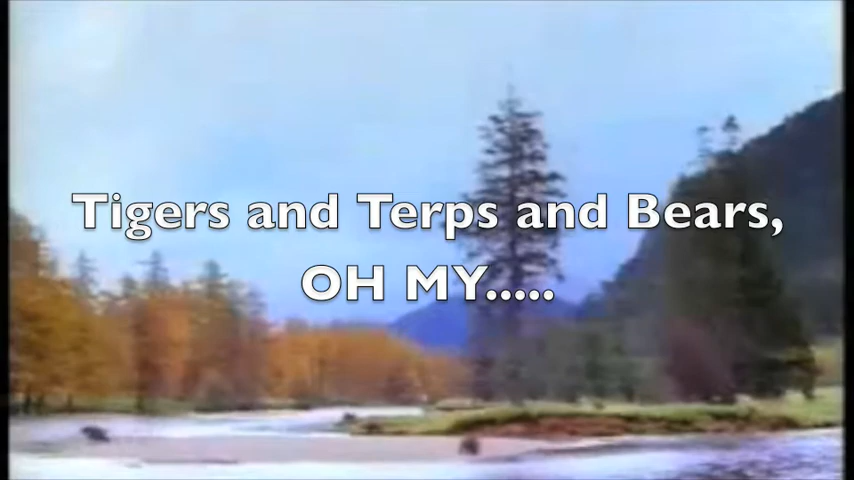 Tigers and Terps and Bears,
OH MY.....